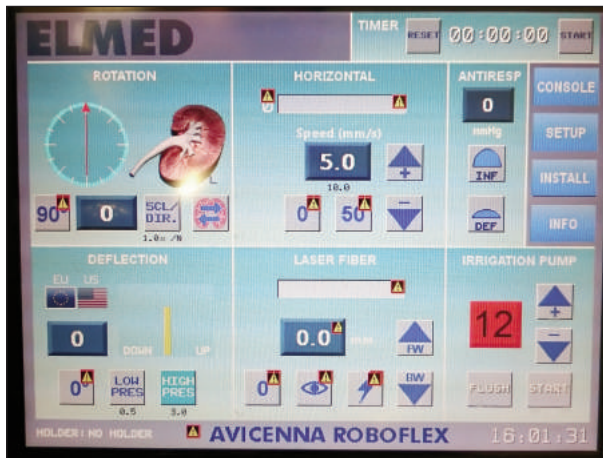 ELMED
TIMER RESET 00:00:00 START
ROTATION
90° 0 SCL/ DIR.
L
HORIZONTAL
Speed (mm/s)
5.0 +
10.0
0° 50° -
ANTIRESP
0
mmHg
INF
DEF
CONSOLE
SETUP
INSTALL
INFO
DEFLECTION
EU US
0
DOWN UP
0° LOW PRES HIGH PRES
0.5 3.0
LASER FIBER
0.0
FW
0° BW
IRRIGATION PUMP
12 + -
FLUSH START
HOLDER: NO HOLDER AVICENNA ROBOFLEX 16:01:31